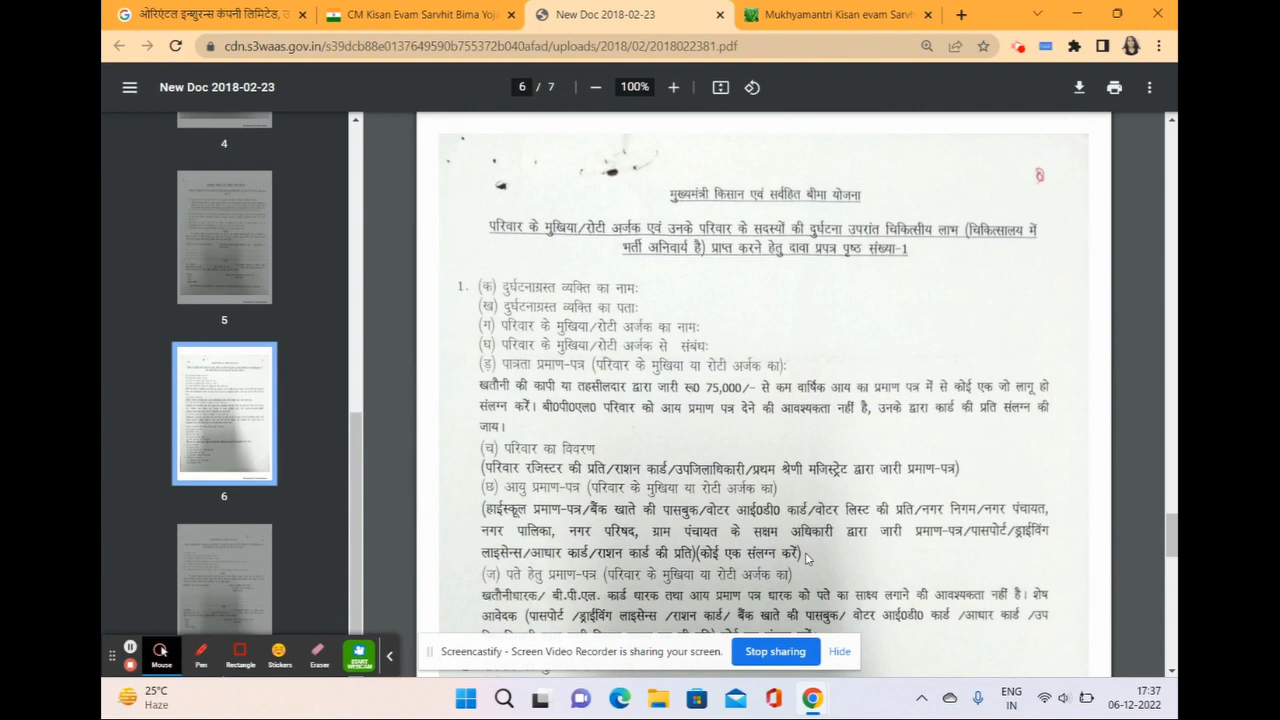 ओरिएंटल इन्शुरन्स कंपनी लिमिटेड, उ
CM Kisan Evam Sarvhit Bima Yoja
New Doc 2018-02-23
Mukhyamantri Kisan evam Sarvh
cdn.s3waas.gov.in/s39dcb88e0137649590b755372b040afad/uploads/2018/02/2018022381.pdf
New Doc 2018-02-23
6 / 7
100%
4
5
6
8
मुख्यमंत्री किसान एवं सर्वहित बीमा योजना
परिवार के मुखिया/रोटी अर्जक एवं उनके परिवार के सदस्यों की दुर्घटना उपरांत चिकित्सीय लाभ (चिकित्सालय में
भर्ती अनिवार्य है) प्राप्त करने हेतु दावा प्रपत्र पृष्ठ संख्या-1
1. (क) दुर्घटनाग्रस्त व्यक्ति का नामः
(ख) दुर्घटनाग्रस्त व्यक्ति का पताः
(ग) परिवार के मुखिया/रोटी अर्जक का नामः
(घ) परिवार के मुखिया/रोटी अर्जक से संबंधः
(ड) पात्रता प्रमाण-पत्र (परिवार के मुखिया या रोटी अर्जक का):
खतौनी की कापी या तहसीलदार द्वारा जारी रू0 75,000/- से कम वार्षिक आय का प्रमाण पत्र में से कोई एक जो लागू हो
संलग्न करें। बी0पी0एल0 परिवार को आय प्रमाण पत्र देने की आवश्यकता नहीं है, उनके द्वारा कार्ड की प्रति संलग्न की
जाय।
(च) परिवार का विवरण
(परिवार रजिस्टर की प्रति/राशन कार्ड/उपजिलाधिकारी/प्रथम श्रेणी मजिस्ट्रेट द्वारा जारी प्रमाण-पत्र)
(छ) आयु प्रमाण-पत्र (परिवार के मुखिया या रोटी अर्जक का)
(हाईस्कूल प्रमाण-पत्र/बैंक खाते की पासबुक/वोटर आई0डी0 कार्ड/वोटर लिस्ट की प्रति/नगर निगम/नगर पंचायत,
नगर पालिका, नगर परिषद, ग्राम पंचायत के सक्षम अधिकारी द्वारा जारी प्रमाण-पत्र/पासपोर्ट/ड्राईविंग
लाइसेन्स/आधार कार्ड/राशन कार्ड की प्रति)(कोई एक संलग्न करें)
(ज) पते हेतु प्रमाण-पत्र (परिवार के मुखिया या रोटी अर्जक का)
खतौनीधारक/ बी.पी.एल. कार्ड धारक तथा आय प्रमाण पत्र धारक को पते का साक्ष्य लगाने की आवश्यकता नहीं है। शेष
आवेदक (पासपोर्ट /ड्राईविंग लाइसेन्स /राशन कार्ड/ बैंक खाते की पासबुक/ वोटर आई0डी0 कार्ड /आधार कार्ड /उप
Mouse
Pen
Rectangle
Stickers
Eraser
START WEBCAM
Screencastify - Screen Video Recorder is sharing your screen.
Stop sharing
Hide
25°C
Haze
ENG
IN
17:37
06-12-2022